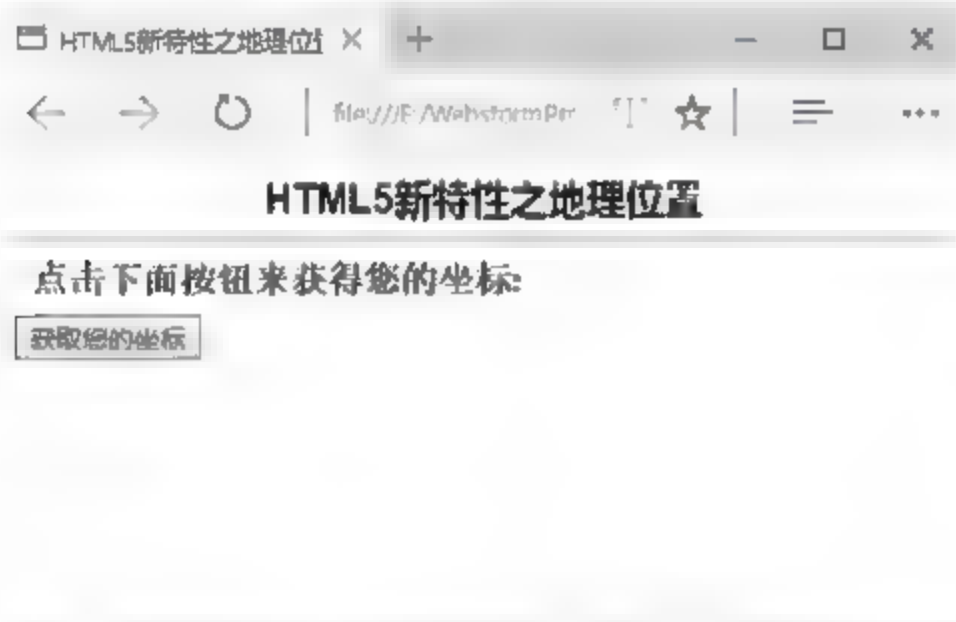 HTML5新特性之地理位
file:///E:/WebstormPr
HTML5新特性之地理位置
点击下面按钮来获得您的坐标:
获取您的坐标